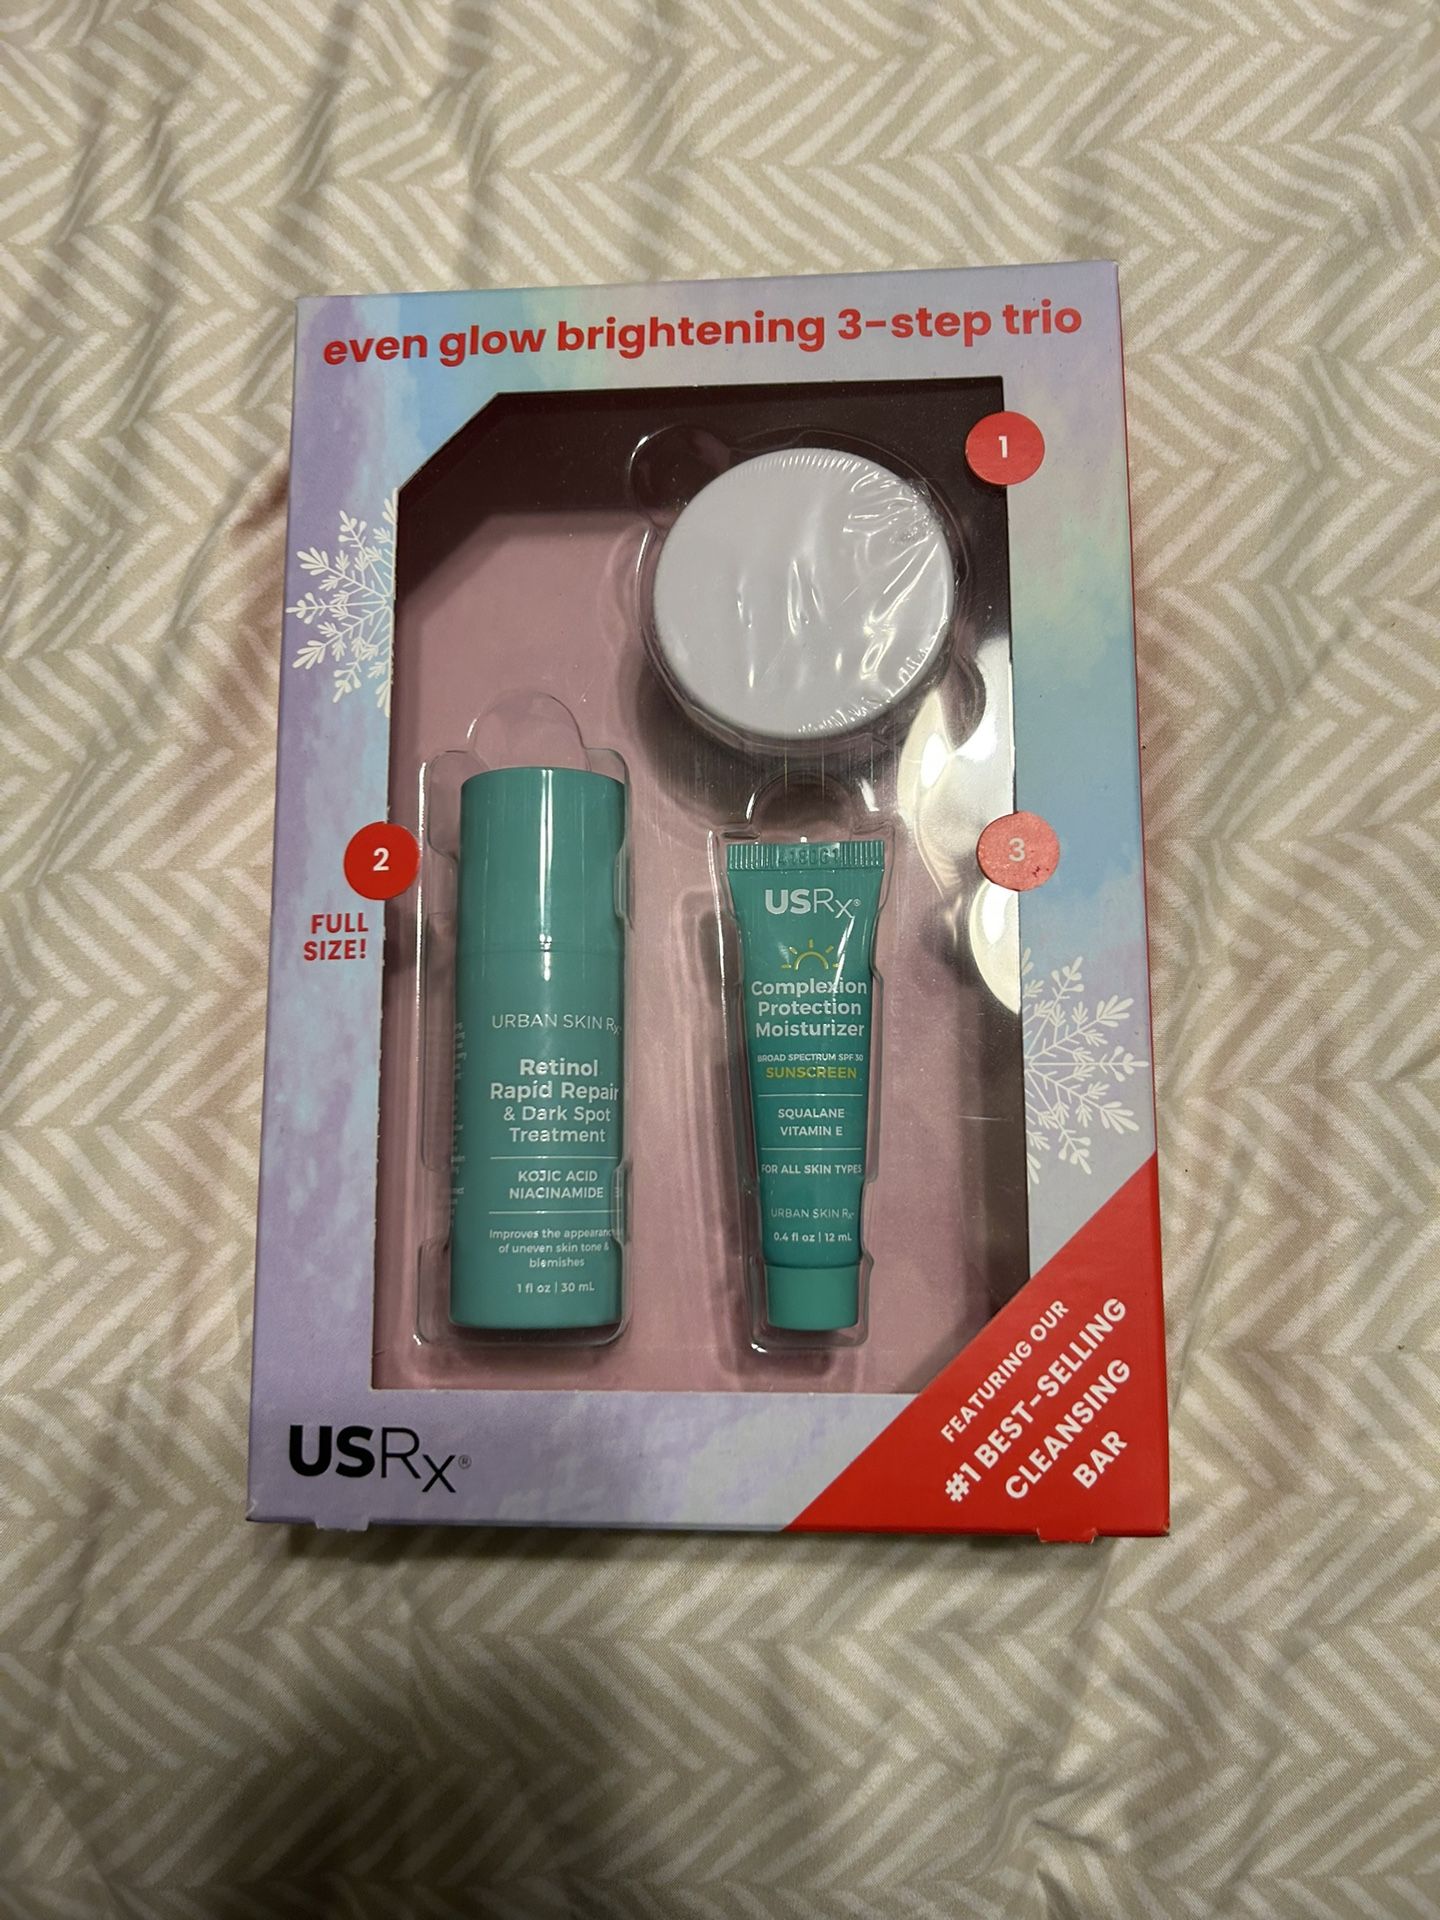 even glow brightening 3-step trio
1
2
FULL
SIZE!
URBAN SKIN Rx
Retinol
Rapid Repair
& Dark Spot
Treatment
KOJIC ACID
NIACINAMIDE
Improves the appearance
of uneven skin tone &
blemishes
1 fl oz | 30 mL
3
USRx®
Complexion
Protection
Moisturizer
BROAD SPECTRUM SPF 30
SUNSCREEN
SQUALANE
VITAMIN E
FOR ALL SKIN TYPES
URBAN SKIN Rx
0.4 fl oz | 12 mL
USRx®
FEATURING OUR
#1 BEST-SELLING
CLEANSING
BAR